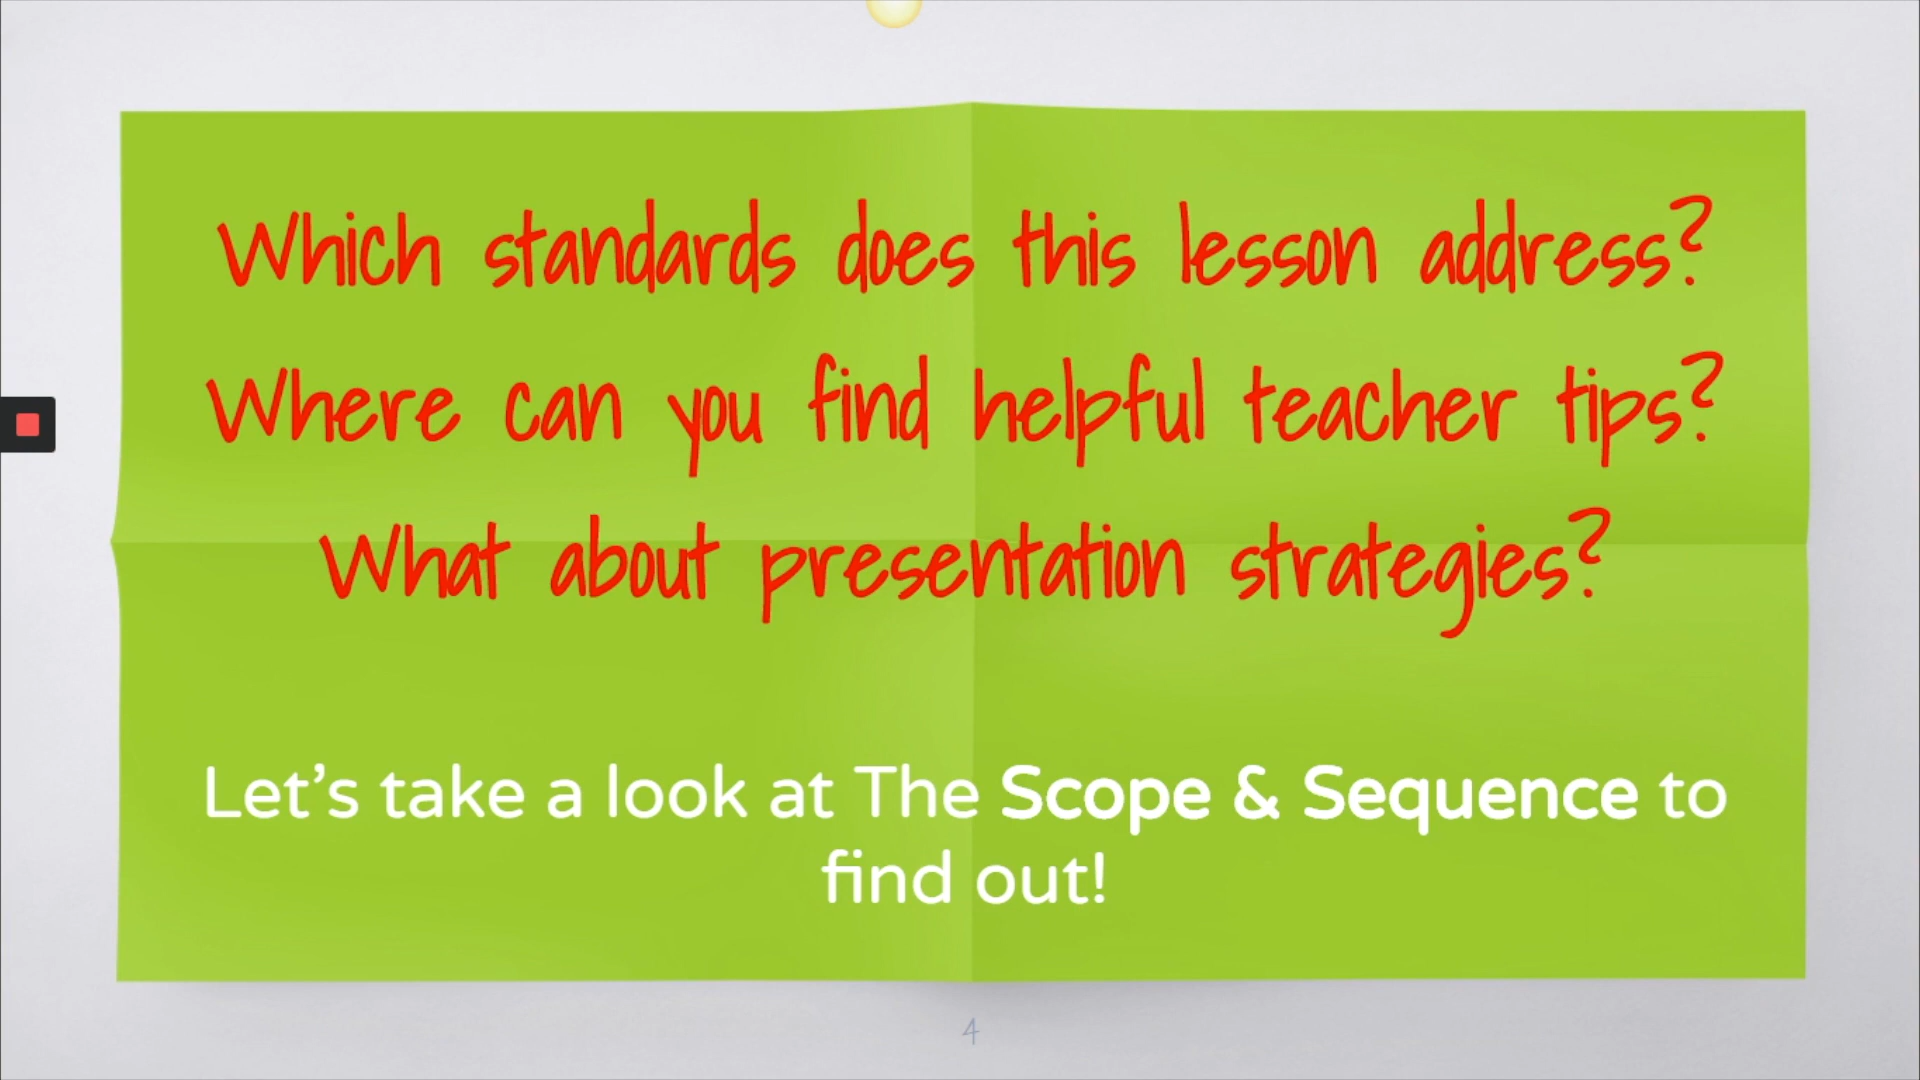 Which standards does this lesson address?
Where can you find helpful teacher tips?
What about presentation strategies?
Let’s take a look at The Scope & Sequence to
find out!
4